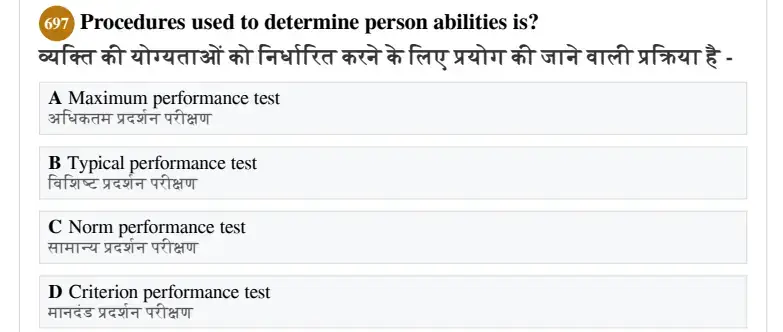 697 Procedures used to determine person abilities is?
व्यक्ति की योग्यताओं को निर्धारित करने के लिए प्रयोग की जाने वाली प्रक्रिया है -
A Maximum performance test
अधिकतम प्रदर्शन परीक्षण
B Typical performance test
विशिष्ट प्रदर्शन परीक्षण
C Norm performance test
सामान्य प्रदर्शन परीक्षण
D Criterion performance test
मानदंड प्रदर्शन परीक्षण